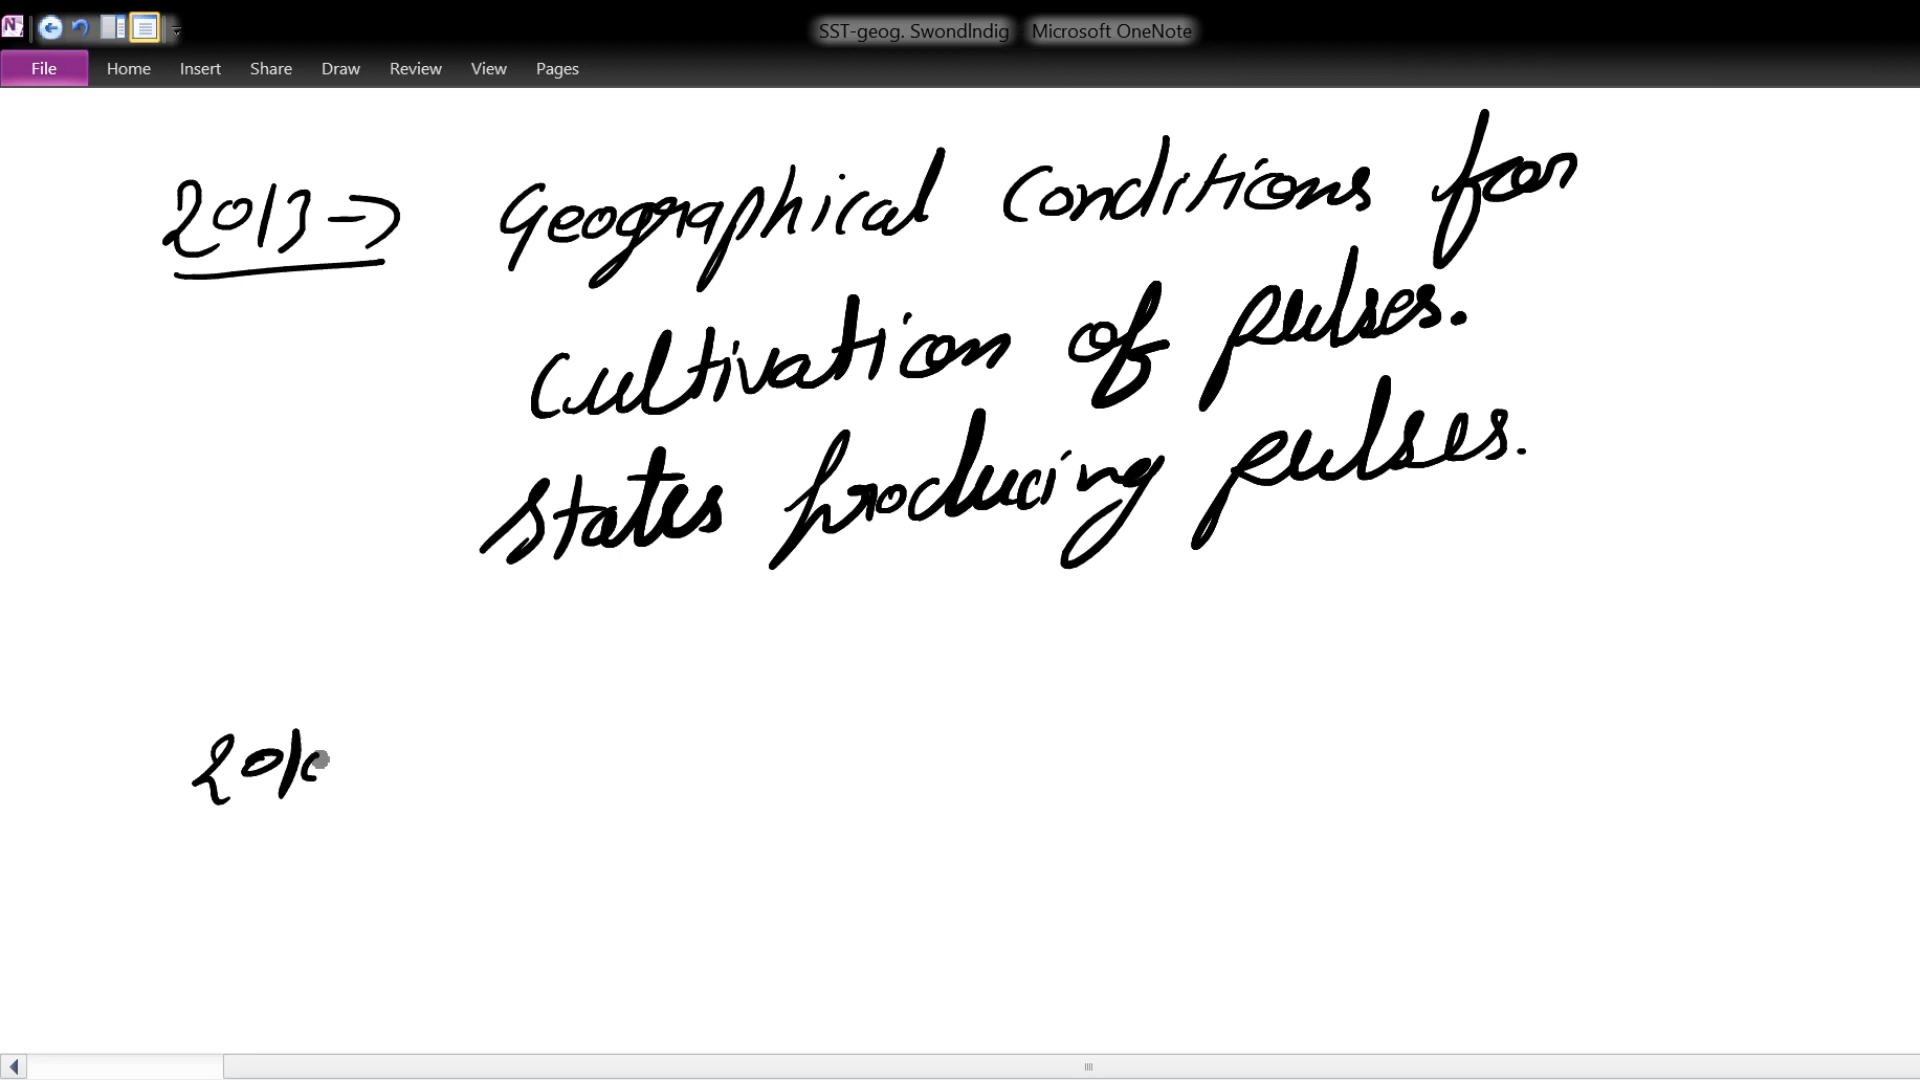 SST-geog. SwondIndig - Microsoft OneNote
File Home Insert Share Draw Review View Pages
2013 => Geographical conditions for
cultivation of pulses.
States producing pulses.
201